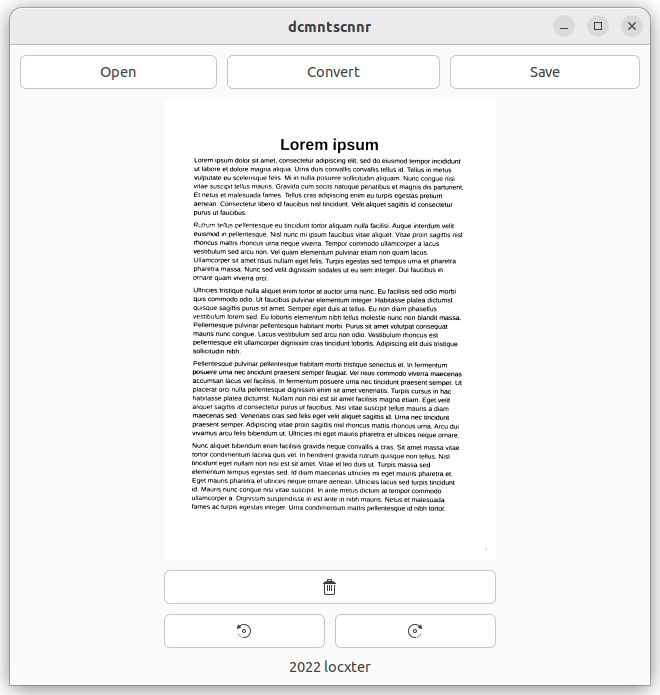 dcmntscnnr
Open Convert Save
Lorem ipsum
Lorem ipsum dolor sit amet, consectetur adipiscing elit, sed do eiusmod tempor incididunt
ut labore et dolore magna aliqua. Urna duis convallis convallis tellus id. Tellus in metus
vulputate eu scelerisque felis. Mi in nulla posuere sollicitudin aliquam. Nunc congue nisi
vitae suscipit tellus mauris. Gravida cum sociis natoque penatibus et magnis dis parturient.
Et netus et malesuada fames. Tellus cras adipiscing enim eu turpis egestas pretium
aenean. Consectetur libero id faucibus nisl tincidunt. Velit aliquet sagittis id consectetur
purus ut faucibus.
Rutrum tellus pellentesque eu tincidunt tortor aliquam nulla facilisi. Augue interdum velit
euismod in pellentesque. Nisl nunc mi ipsum faucibus vitae aliquet. Vitae proin sagittis nisl
rhoncus mattis rhoncus urna neque viverra. Tempor commodo ullamcorper a lacus
vestibulum sed arcu non. Vel quam elementum pulvinar etiam non quam lacus.
Ullamcorper sit amet risus nullam eget felis. Turpis egestas sed tempus urna et pharetra
pharetra massa. Nunc sed velit dignissim sodales ut eu sem integer. Dui faucibus in
ornare quam viverra orci.
Ultricies tristique nulla aliquet enim tortor at auctor urna nunc. Eu facilisis sed odio morbi
quis commodo odio. Ut faucibus pulvinar elementum integer. Habitasse platea dictumst
quisque sagittis purus sit amet. Semper eget duis at tellus. Eu non diam phasellus
vestibulum lorem sed. Eu lobortis elementum nibh tellus molestie nunc non blandit massa.
Pellentesque pulvinar pellentesque habitant morbi. Purus sit amet volutpat consequat
mauris nunc congue. Lacus vestibulum sed arcu non odio. Vestibulum rhoncus est
pellentesque elit ullamcorper dignissim cras tincidunt lobortis. Adipiscing elit duis tristique
sollicitudin nibh.
Pellentesque pulvinar pellentesque habitant morbi tristique senectus et. In fermentum
posuere urna nec tincidunt praesent semper feugiat. Vel risus commodo viverra maecenas
accumsan lacus vel facilisis. In fermentum posuere urna nec tincidunt praesent semper. Ut
placerat orci nulla pellentesque dignissim enim sit amet venenatis. Turpis cursus in hac
habitasse platea dictumst. Nullam non nisi est sit amet facilisis magna etiam. Eget velit
aliquet sagittis id consectetur purus ut faucibus. Nisi vitae suscipit tellus mauris a diam
maecenas sed. Venenatis cras sed felis eget velit aliquet sagittis id. Urna nec tincidunt
praesent semper. Adipiscing vitae proin sagittis nisl rhoncus mattis rhoncus urna. Arcu dui
vivamus arcu felis bibendum ut. Ultricies mi eget mauris pharetra et ultrices neque ornare.
Nunc aliquet bibendum enim facilisis gravida neque convallis a cras. Sit amet massa vitae
tortor condimentum lacinia quis vel. In hendrerit gravida rutrum quisque non tellus. Nisl
tincidunt eget nullam non nisi est sit amet. Vitae et leo duis ut. Turpis massa sed
elementum tempus egestas sed. Id diam maecenas ultricies mi eget mauris pharetra et.
Eget mauris pharetra et ultrices neque ornare aenean. Ultricies lacus sed turpis tincidunt
id. Mauris nunc congue nisi vitae suscipit. In ante metus dictum at tempor commodo
ullamcorper a. Dignissim suspendisse in est ante in nibh mauris. Netus et malesuada
fames ac turpis egestas integer. Urna condimentum mattis pellentesque id nibh tortor.
2022 locxter